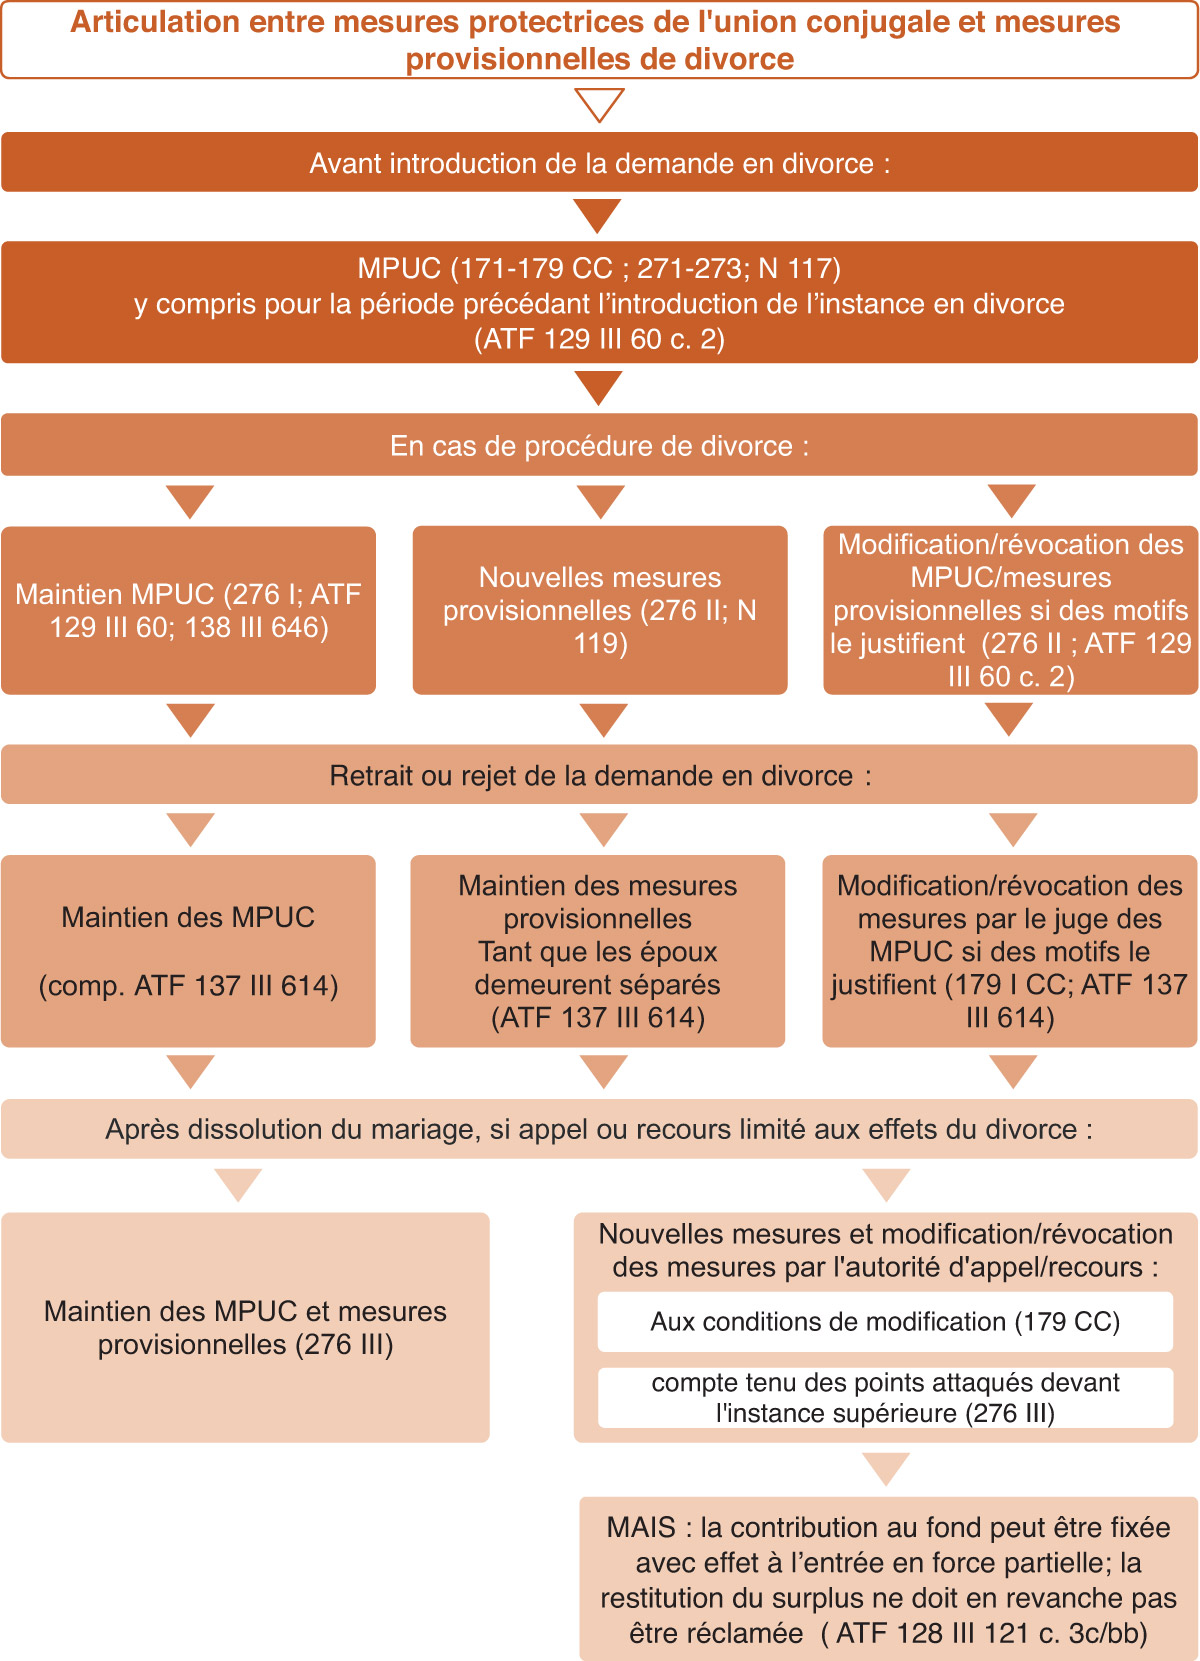 Articulation entre mesures protectrices de l'union conjugale et mesures
provisionnelles de divorce
Avant introduction de la demande en divorce :
MPUC (171-179 CC ; 271-273; N 117)
y compris pour la période précédant l’introduction de l’instance en divorce
(ATF 129 III 60 c. 2)
En cas de procédure de divorce :
Maintien MPUC (276 I; ATF
129 III 60; 138 III 646)
Nouvelles mesures
provisionnelles (276 II; N
119)
Modification/révocation des
MPUC/mesures
provisionnelles si des motifs
le justifient (276 II ; ATF 129
III 60 c. 2)
Retrait ou rejet de la demande en divorce :
Maintien des MPUC
(comp. ATF 137 III 614)
Maintien des mesures
provisionnelles
Tant que les époux
demeurent séparés
(ATF 137 III 614)
Modification/révocation des
mesures par le juge des
MPUC si des motifs le
justifient (179 I CC; ATF 137
III 614)
Après dissolution du mariage, si appel ou recours limité aux effets du divorce :
Maintien des MPUC et mesures
provisionnelles (276 III)
Nouvelles mesures et modification/révocation
des mesures par l'autorité d'appel/recours :
Aux conditions de modification (179 CC)
compte tenu des points attaqués devant
l'instance supérieure (276 III)
MAIS : la contribution au fond peut être fixée
avec effet à l’entrée en force partielle; la
restitution du surplus ne doit en revanche pas
être réclamée ( ATF 128 III 121 c. 3c/bb)